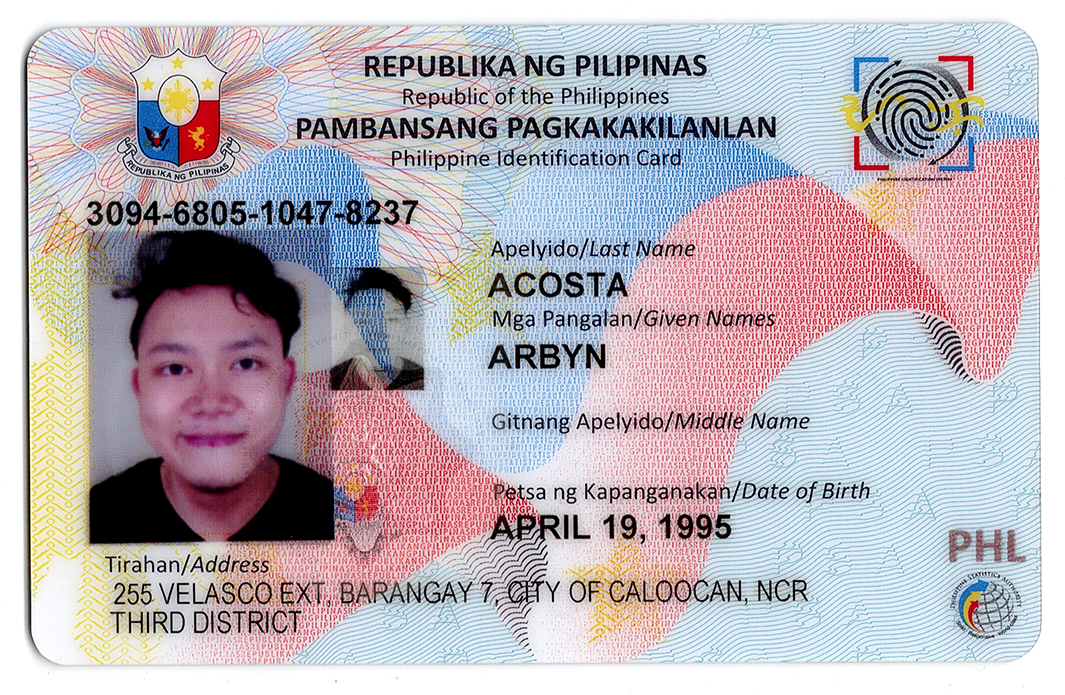 REPUBLIKA NG PILIPINAS
Republic of the Philippines
PAMBANSANG PAGKAKAKILANLAN
Philippine Identification Card
REPUBLIKA NG PILIPINAS
3094-6805-1047-8237
Apelyido/Last Name
ACOSTA
Mga Pangalan/Given Names
ARBYN
Gitnang Apelyido/Middle Name
Petsa ng Kapanganakan/Date of Birth
APRIL 19, 1995
PHL
Tirahan/Address
255 VELASCO EXT, BARANGAY 7, CITY OF CALOOCAN, NCR
THIRD DISTRICT
PHILIPPINE STATISTICS AUTHORITY